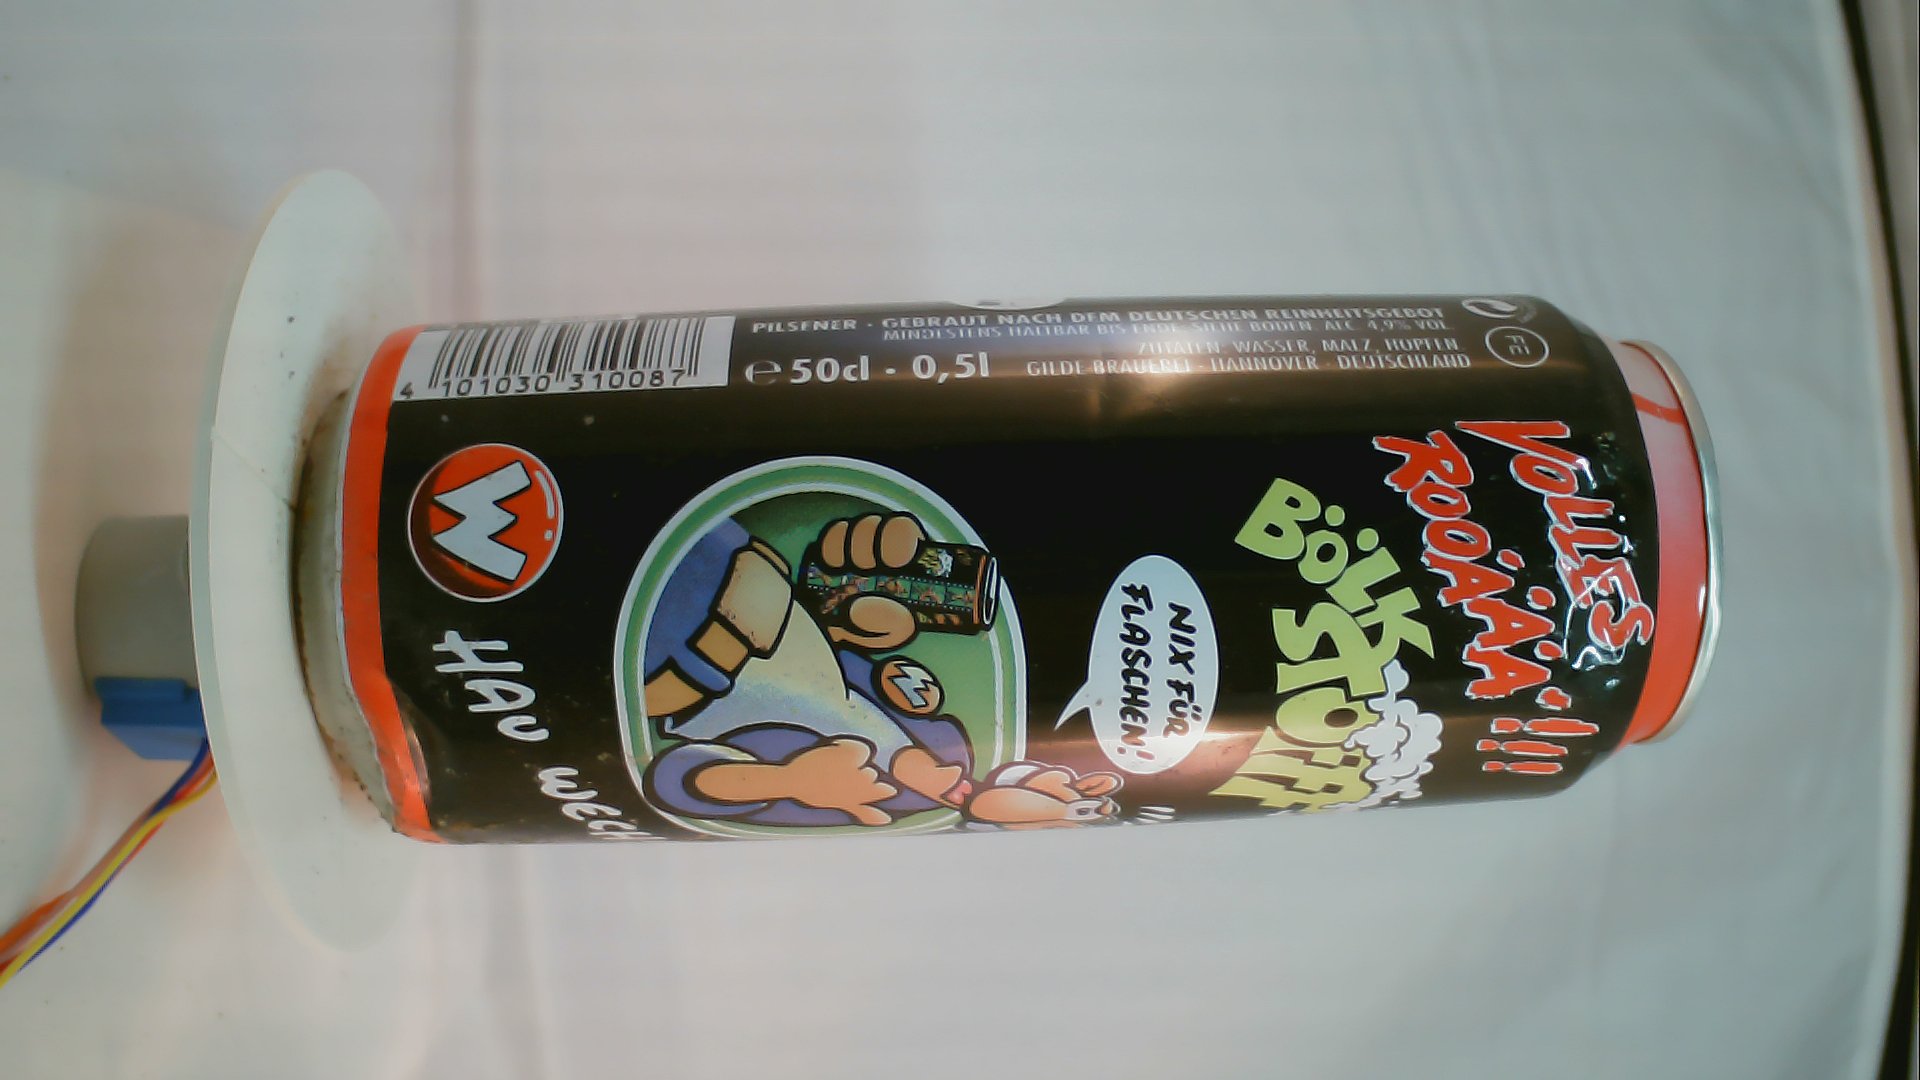 VOLLES
ROOÄÄÄ!!!
BÖLK
STOFF
NIX FÜR
FLASCHEN!
W
W
HAU WECH
PILSENER · GEBRAUT NACH DEM DEUTSCHEN REINHEITSGEBOT
MINDESTENS HALTBAR BIS ENDE SIEHE BODEN ALC. 4,9% VOL.
ZUTATEN: WASSER, MALZ, HOPFEN.
e 50cl · 0,5l
GILDE BRAUEREI · HANNOVER · DEUTSCHLAND
FE
4 101030 310087